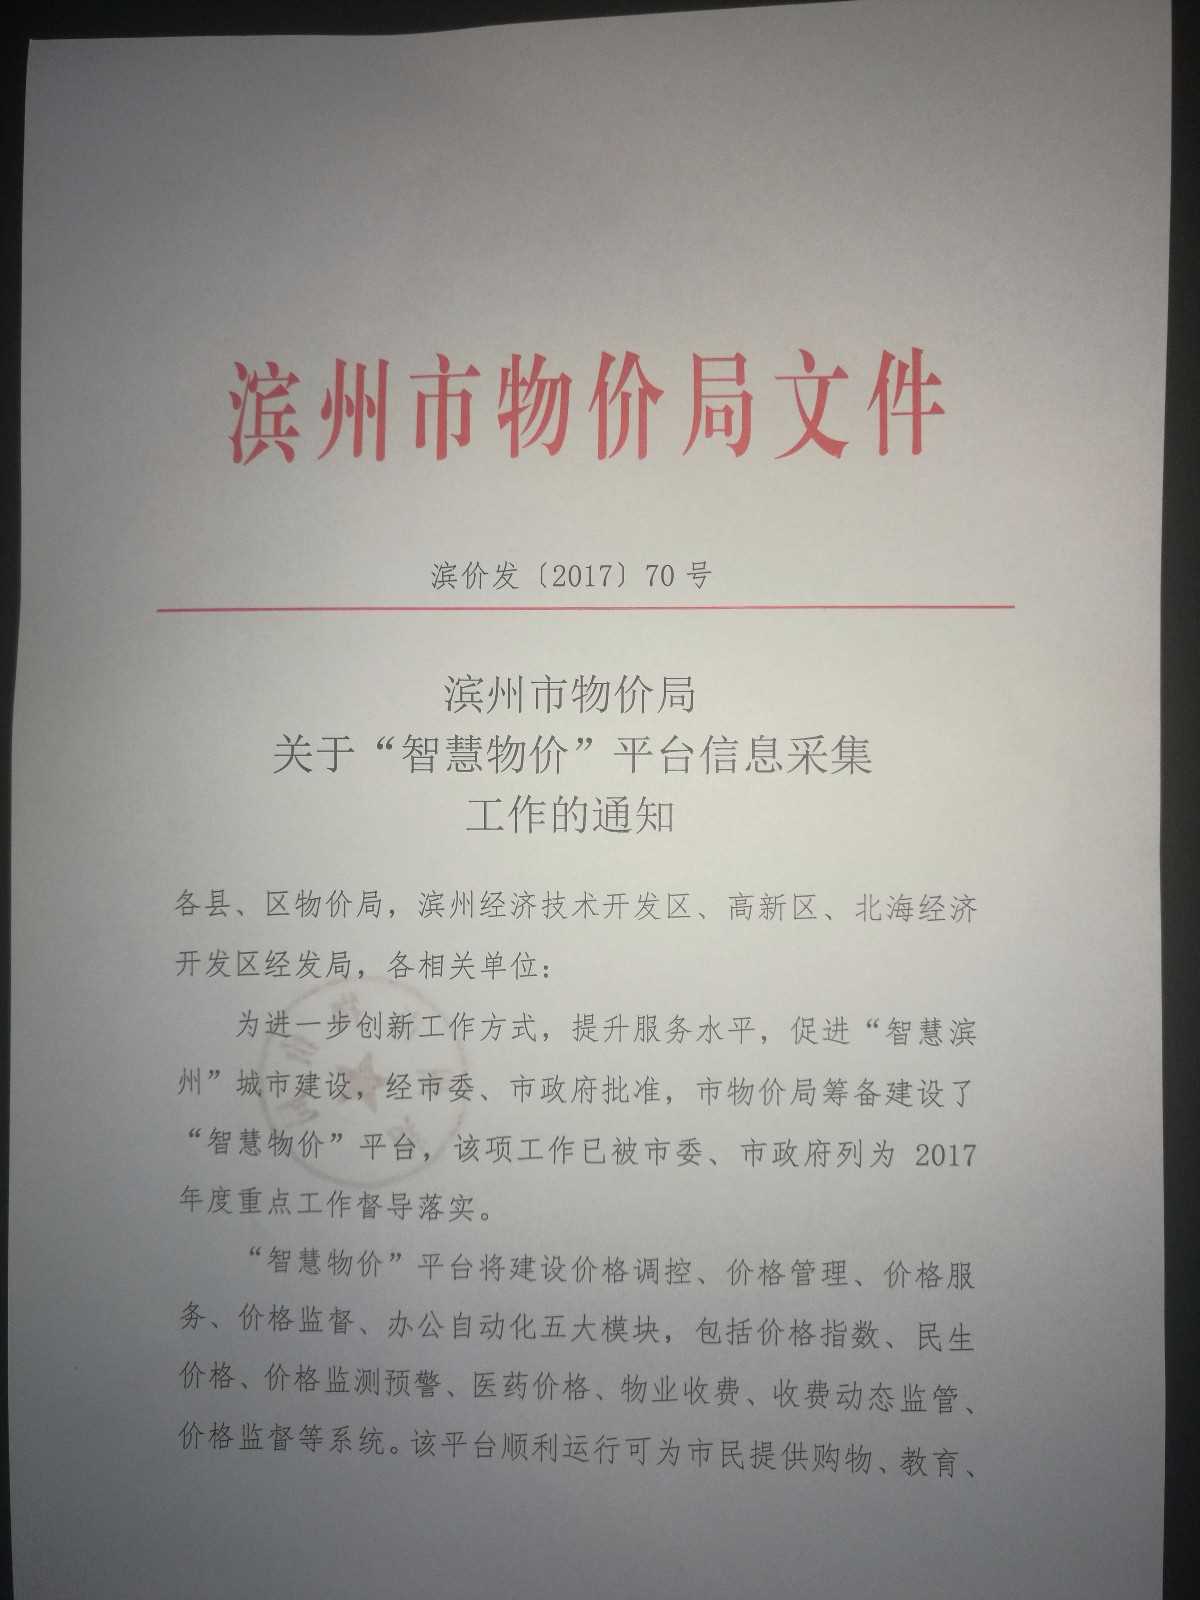 滨州市物价局文件
滨价发〔2017〕70 号
滨州市物价局
关于“智慧物价”平台信息采集
工作的通知
各县、区物价局，滨州经济技术开发区、高新区、北海经济
开发区经发局，各相关单位：
为进一步创新工作方式，提升服务水平，促进“智慧滨
州”城市建设，经市委、市政府批准，市物价局筹备建设了
“智慧物价”平台，该项工作已被市委、市政府列为 2017
年度重点工作督导落实。
“智慧物价”平台将建设价格调控、价格管理、价格服
务、价格监督、办公自动化五大模块，包括价格指数、民生
价格、价格监测预警、医药价格、物业收费、收费动态监管、
价格监督等系统。该平台顺利运行可为市民提供购物、教育、